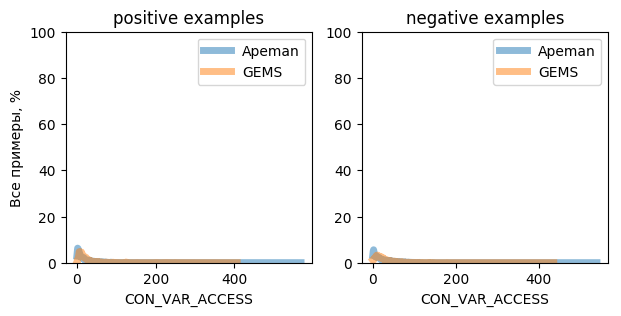 positive examples
negative examples
100
80
60
40
20
0
Все примеры, %
Apeman
GEMS
0
200
400
CON_VAR_ACCESS
100
80
60
40
20
0
Apeman
GEMS
0
200
400
CON_VAR_ACCESS